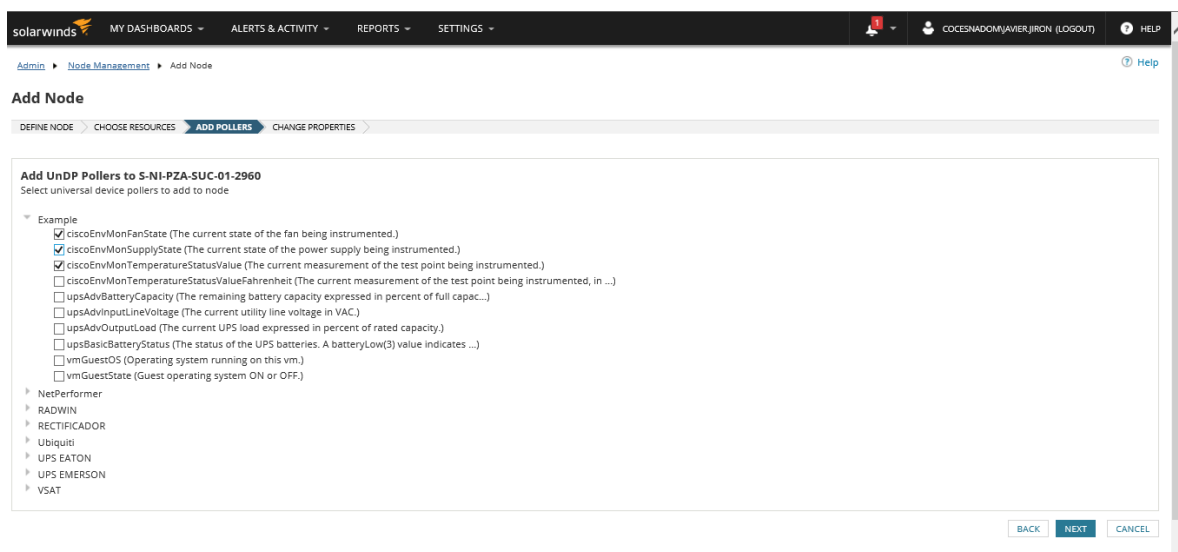 solarwinds MY DASHBOARDS ALERTS & ACTIVITY REPORTS SETTINGS 1 COCESNADOM\JAVIER.JIRON (LOGOUT) ? HELP
Admin Node Management Add Node ? Help
Add Node
DEFINE NODE CHOOSE RESOURCES ADD POLLERS CHANGE PROPERTIES
Add UnDP Pollers to S-NI-PZA-SUC-01-2960
Select universal device pollers to add to node
Example
ciscoEnvMonFanState (The current state of the fan being instrumented.)
ciscoEnvMonSupplyState (The current state of the power supply being instrumented.)
ciscoEnvMonTemperatureStatusValue (The current measurement of the test point being instrumented.)
ciscoEnvMonTemperatureStatusValueFahrenheit (The current measurement of the test point being instrumented, in ...)
upsAdvBatteryCapacity (The remaining battery capacity expressed in percent of full capac...)
upsAdvInputLineVoltage (The current utility line voltage in VAC.)
upsAdvOutputLoad (The current UPS load expressed in percent of rated capacity.)
upsBasicBatteryStatus (The status of the UPS batteries. A batteryLow(3) value indicates ...)
vmGuestOS (Operating system running on this vm.)
vmGuestState (Guest operating system ON or OFF.)
NetPerformer
RADWIN
RECTIFICADOR
Ubiquiti
UPS EATON
UPS EMERSON
VSAT
BACK NEXT CANCEL